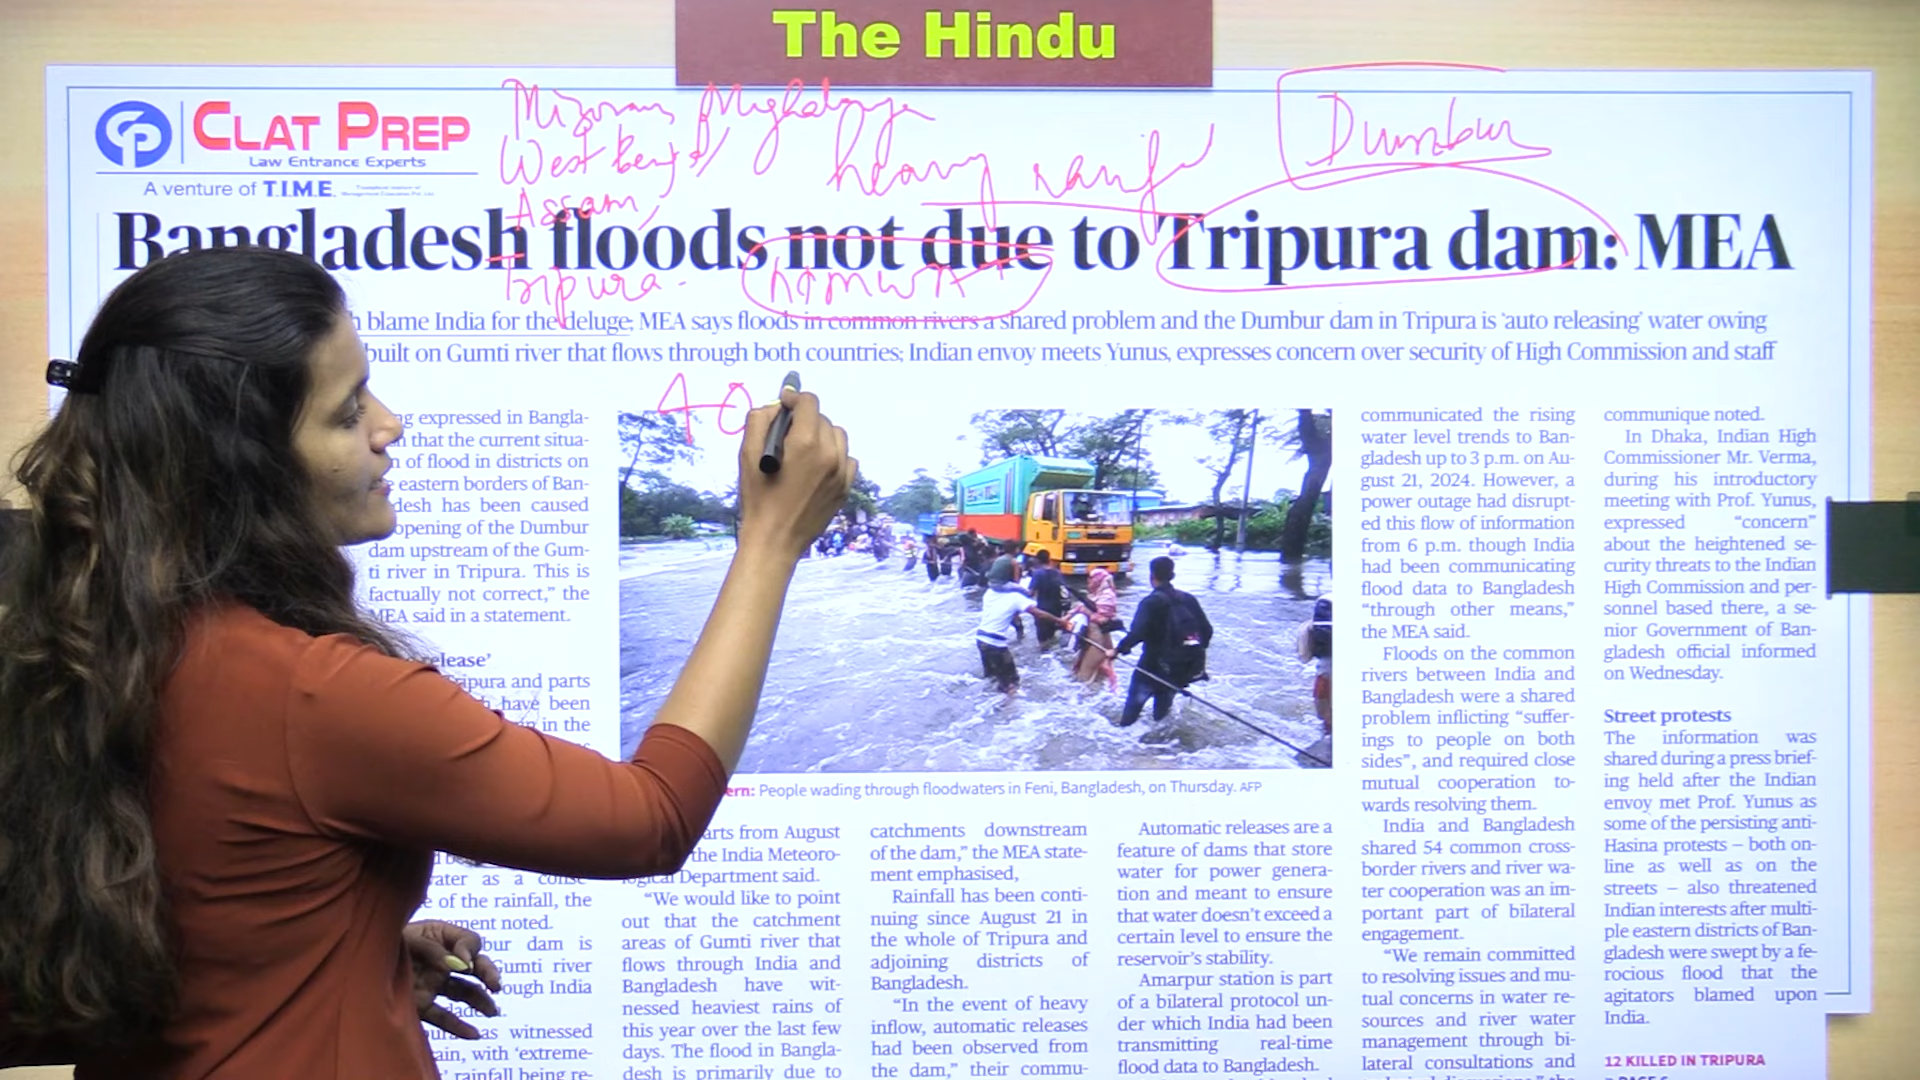 The Hindu
CLAT PREP
Law Entrance Experts
A venture of T.I.M.E.
Mizoram, Meghalaya
West Benga
heavy
Dumbur
Assam,
Tripura.
Bangladesh floods not due to Tripura dam: MEA
h blame India for the deluge; MEA says floods in common rivers a shared problem and the Dumbur dam in Tripura is ‘auto releasing’ water owing
built on Gumti river that flows through both countries; Indian envoy meets Yunus, expresses concern over security of High Commission and staff
40
ng expressed in Bangla-
n that the current situa-
n of flood in districts on
e eastern borders of Ban-
desh has been caused
opening of the Dumbur
dam upstream of the Gum-
ti river in Tripura. This is
factually not correct,” the
MEA said in a statement.
elease’
Tripura and parts
have been
in the
water as a conse
e of the rainfall, the
ement noted.
bur dam is
Gumti river
ough India
as witnessed
ain, with ‘extreme-
’ rainfall being re-
ern: People wading through floodwaters in Feni, Bangladesh, on Thursday. AFP
arts from August
the India Meteoro-
logical Department said.
“We would like to point
out that the catchment
areas of Gumti river that
flows through India and
Bangladesh have wit-
nessed heaviest rains of
this year over the last few
days. The flood in Bangla-
desh is primarily due to
catchments downstream
of the dam,” the MEA state-
ment emphasised,
Rainfall has been conti-
nuing since August 21 in
the whole of Tripura and
adjoining districts of
Bangladesh.
“In the event of heavy
inflow, automatic releases
had been observed from
the dam,” their commu-
Automatic releases are a
feature of dams that store
water for power genera-
tion and meant to ensure
that water doesn’t exceed a
certain level to ensure the
reservoir’s stability.
Amarpur station is part
of a bilateral protocol un-
der which India had been
transmitting real-time
flood data to Bangladesh.
communicated the rising
water level trends to Ban-
gladesh up to 3 p.m. on Au-
gust 21, 2024. However, a
power outage had disrupt-
ed this flow of information
from 6 p.m. though India
had been communicating
flood data to Bangladesh
“through other means,”
the MEA said.
Floods on the common
rivers between India and
Bangladesh were a shared
problem inflicting “suffer-
ings to people on both
sides”, and required close
mutual cooperation to-
wards resolving them.
India and Bangladesh
shared 54 common cross-
border rivers and river wa-
ter cooperation was an im-
portant part of bilateral
engagement.
“We remain committed
to resolving issues and mu-
tual concerns in water re-
sources and river water
management through bi-
lateral consultations and
communique noted.
In Dhaka, Indian High
Commissioner Mr. Verma,
during his introductory
meeting with Prof. Yunus,
expressed “concern”
about the heightened se-
curity threats to the Indian
High Commission and per-
sonnel based there, a se-
nior Government of Ban-
gladesh official informed
on Wednesday.
Street protests
The information was
shared during a press brief-
ing held after the Indian
envoy met Prof. Yunus as
some of the persisting anti-
Hasina protests – both on-
line as well as on the
streets – also threatened
Indian interests after multi-
ple eastern districts of Ban-
gladesh were swept by a fe-
rocious flood that the
agitators blamed upon
India.
12 KILLED IN TRIPURA